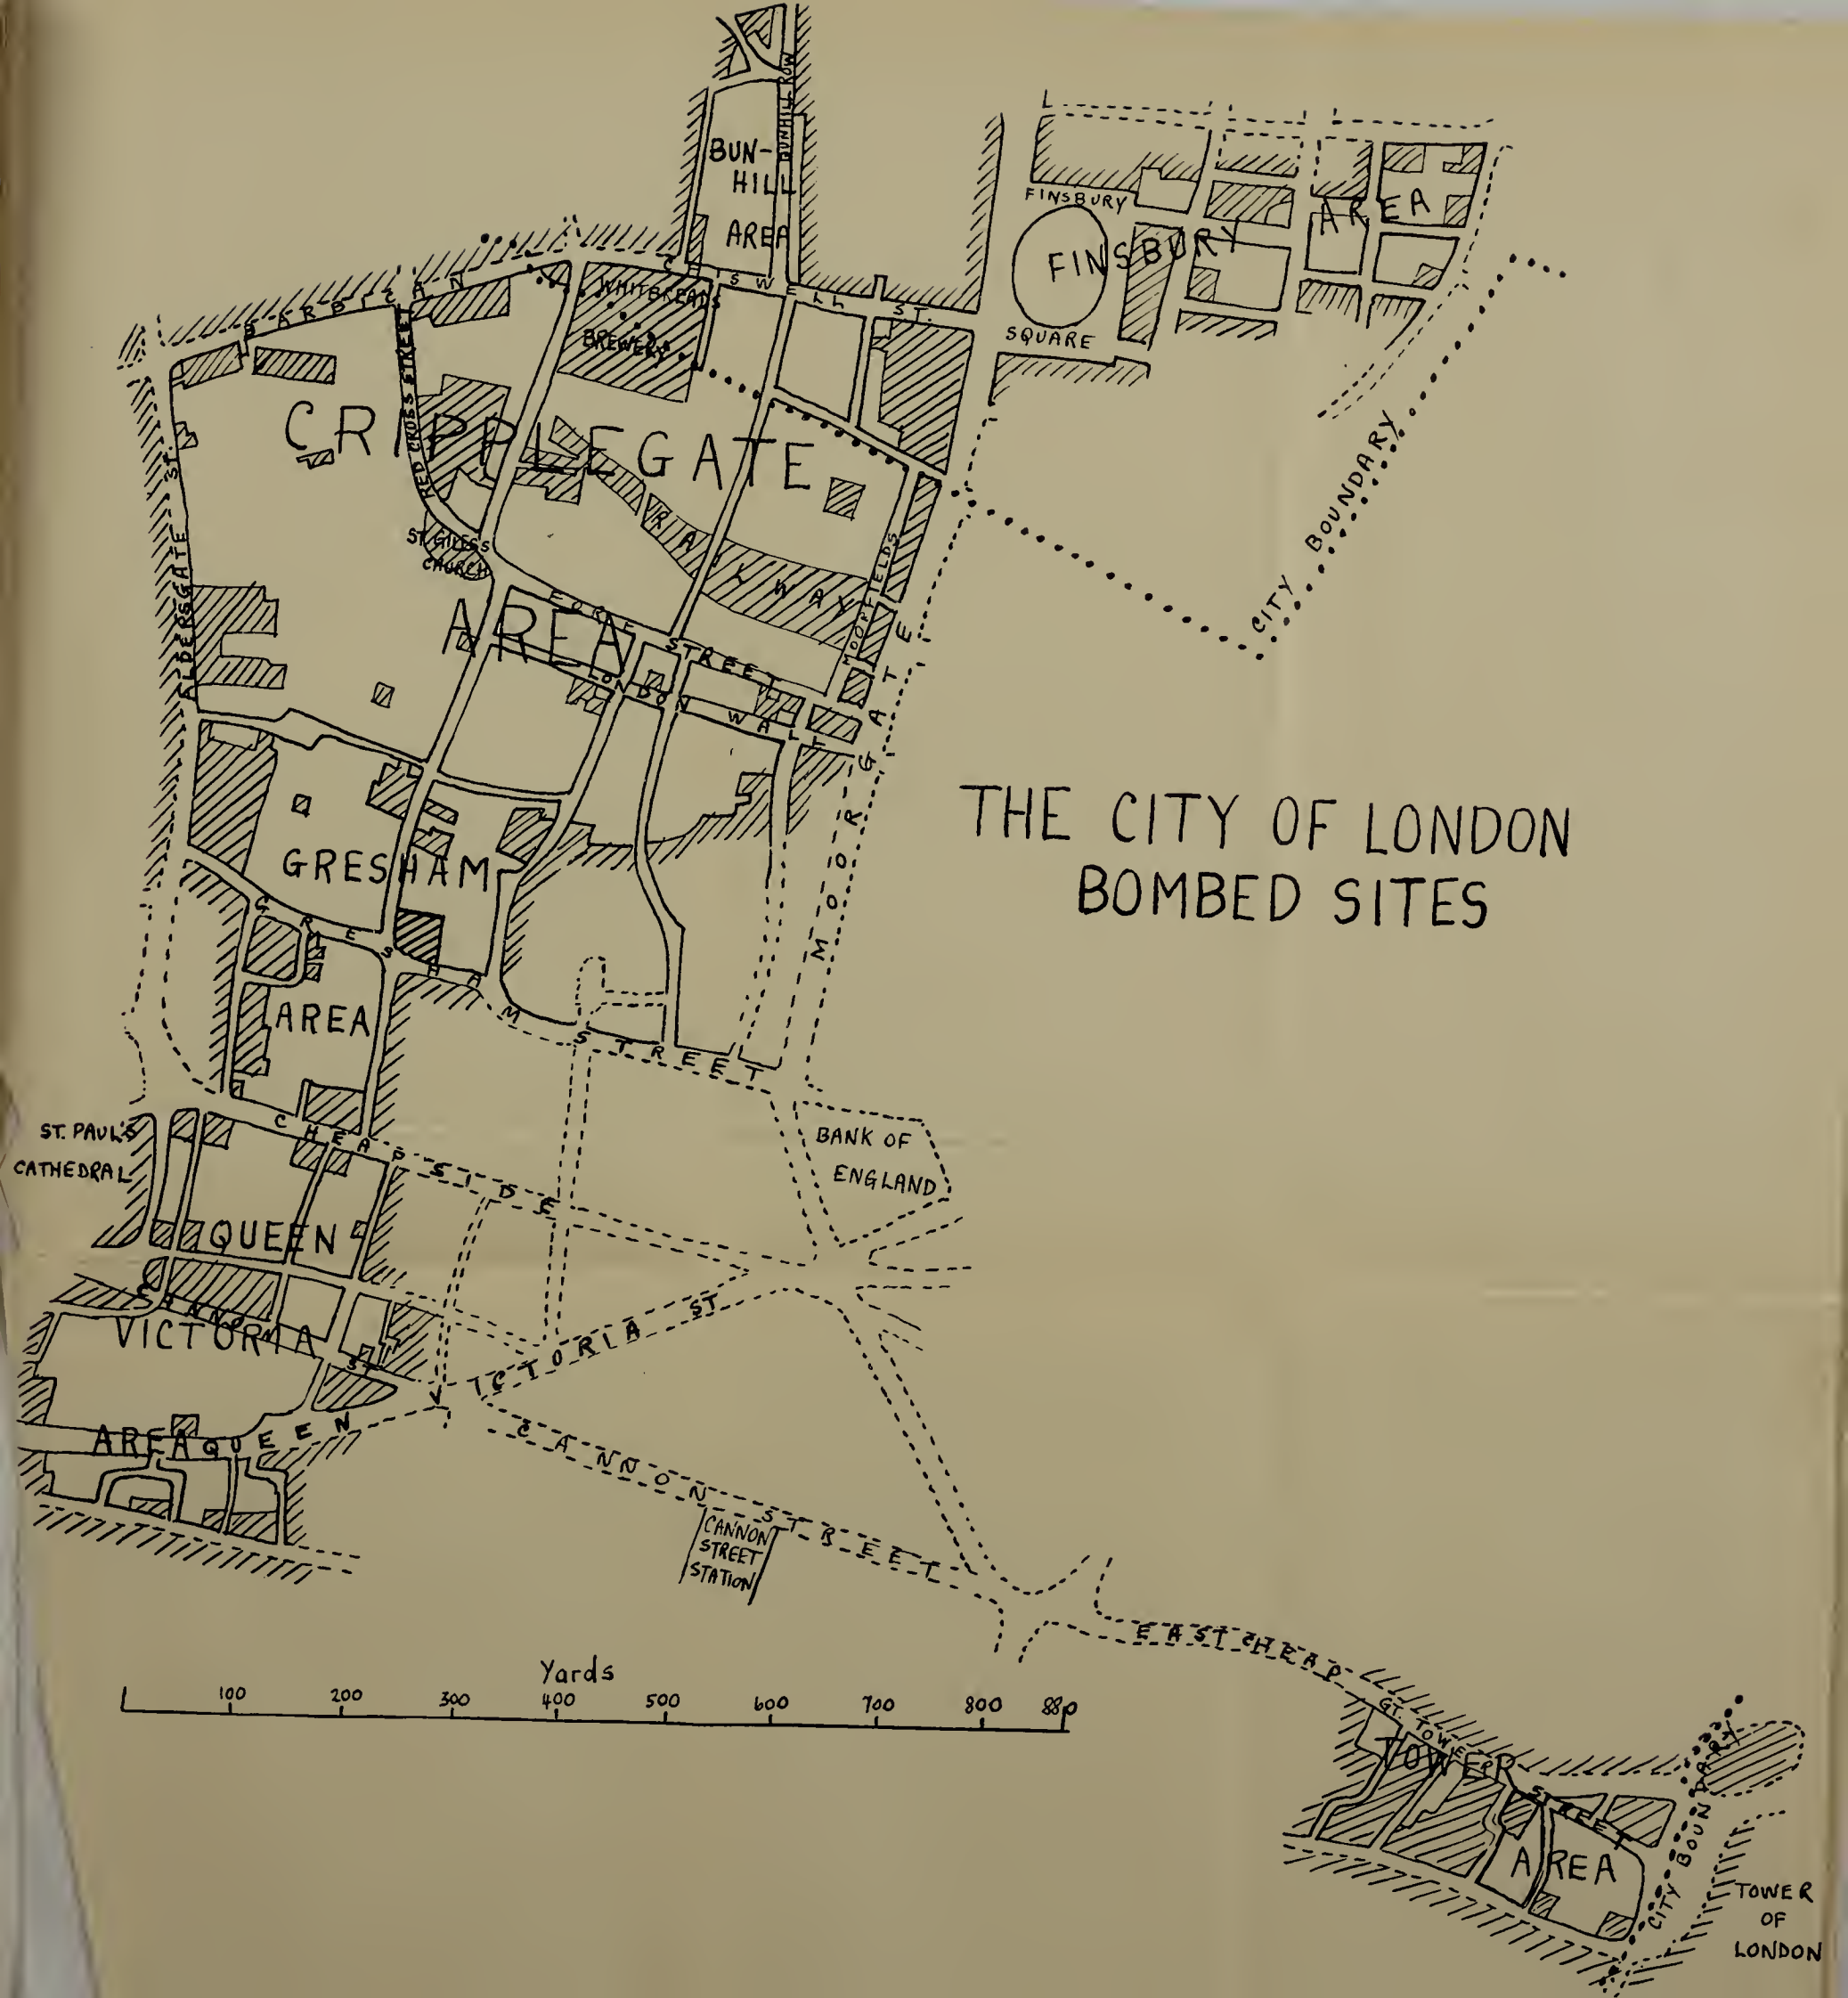 BUNHILL ROW
BUN-
HILL
AREA
FINSBURY
SQUARE
FINSBURY AREA
BARBICAN
CHISWELL ST.
WHITBREADS
BREWERY
RED CROSS STREET
CRIPPLEGATE
AREA
ALDERSGATE ST.
ST GILES'S
CHURCH
RAILWAY
MOORFIELDS
FORE STREET
LONDON WALL
MOORGATE
CITY BOUNDARY
THE CITY OF LONDON
BOMBED SITES
GRESHAM
AREA
GRESHAM STREET
CHEAPSIDE
ST. PAUL'S
CATHEDRAL
BANK OF
ENGLAND
QUEEN
VICTORIA
AREA
CANNON ST
QUEEN VICTORIA ST
CANNON STREET
CANNON
STREET
STATION
EASTCHEAP
GT. TOWER STREET
TOWER
AREA
CITY BOUNDARY
TOWER
OF
LONDON
Yards
100 200 300 400 500 600 700 800 880